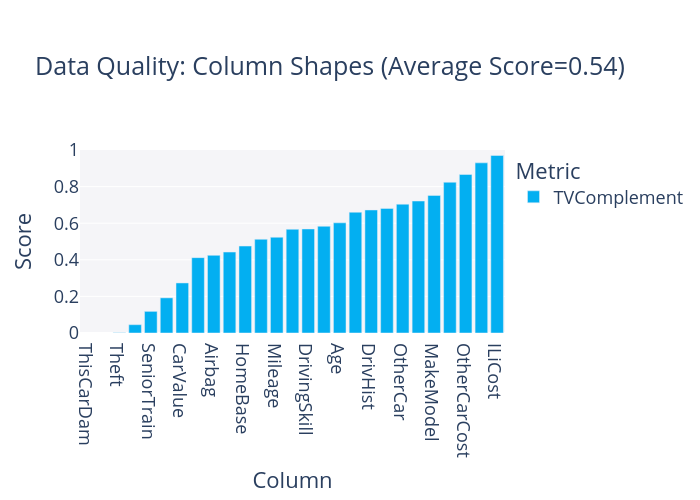 Data Quality: Column Shapes (Average Score=0.54)
Metric
TVComplement
Score
1
0.8
0.6
0.4
0.2
0
ThisCarDam
Theft
SeniorTrain
CarValue
Airbag
HomeBase
Mileage
DrivingSkill
Age
DrivHist
OtherCar
MakeModel
OtherCarCost
ILiCost
Column